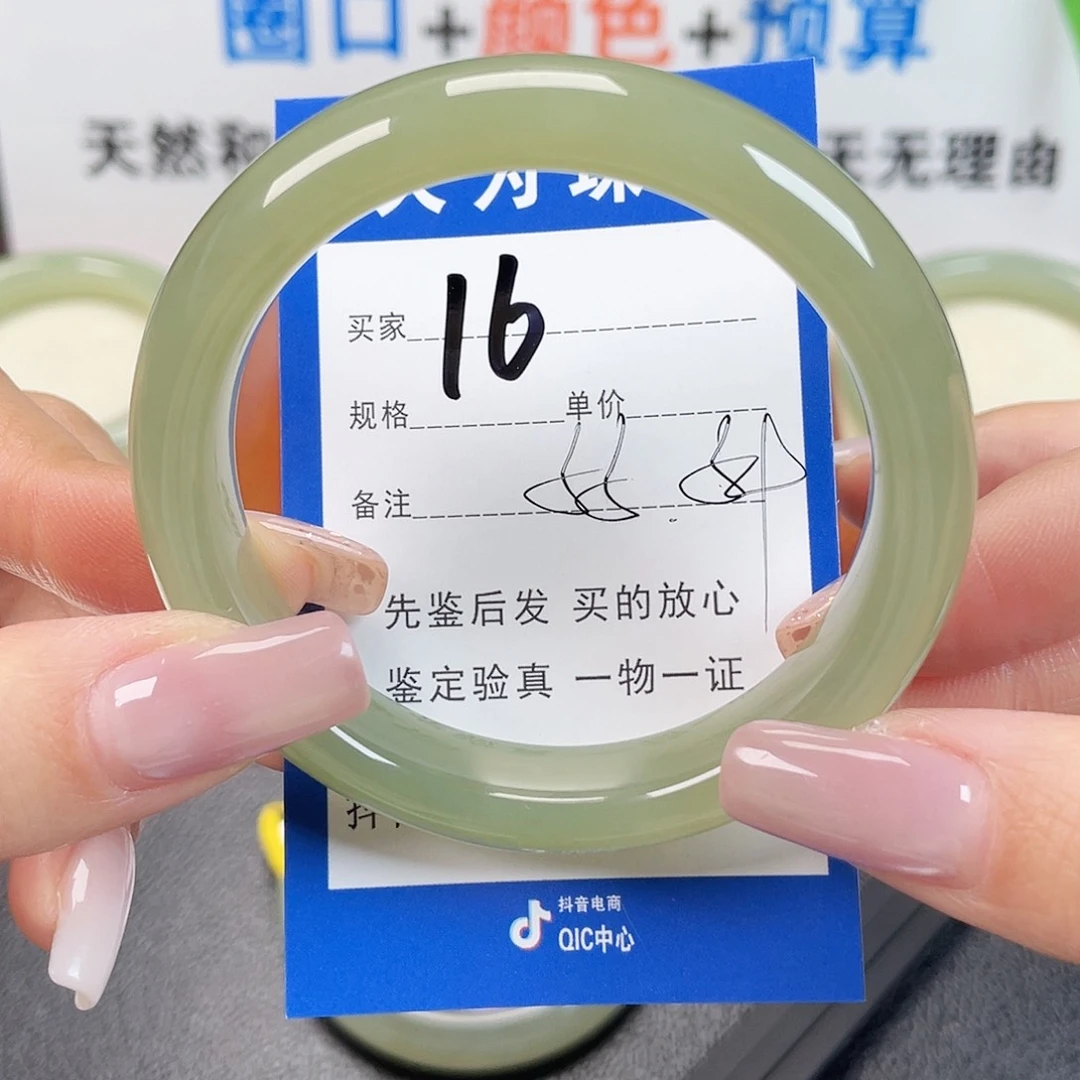 圈口+颜色+预算
天然和
天无理由
16
买家
规格 单价
备注
先鉴后发 买的放心
鉴定验真 一物一证
抖音电商
QIC中心